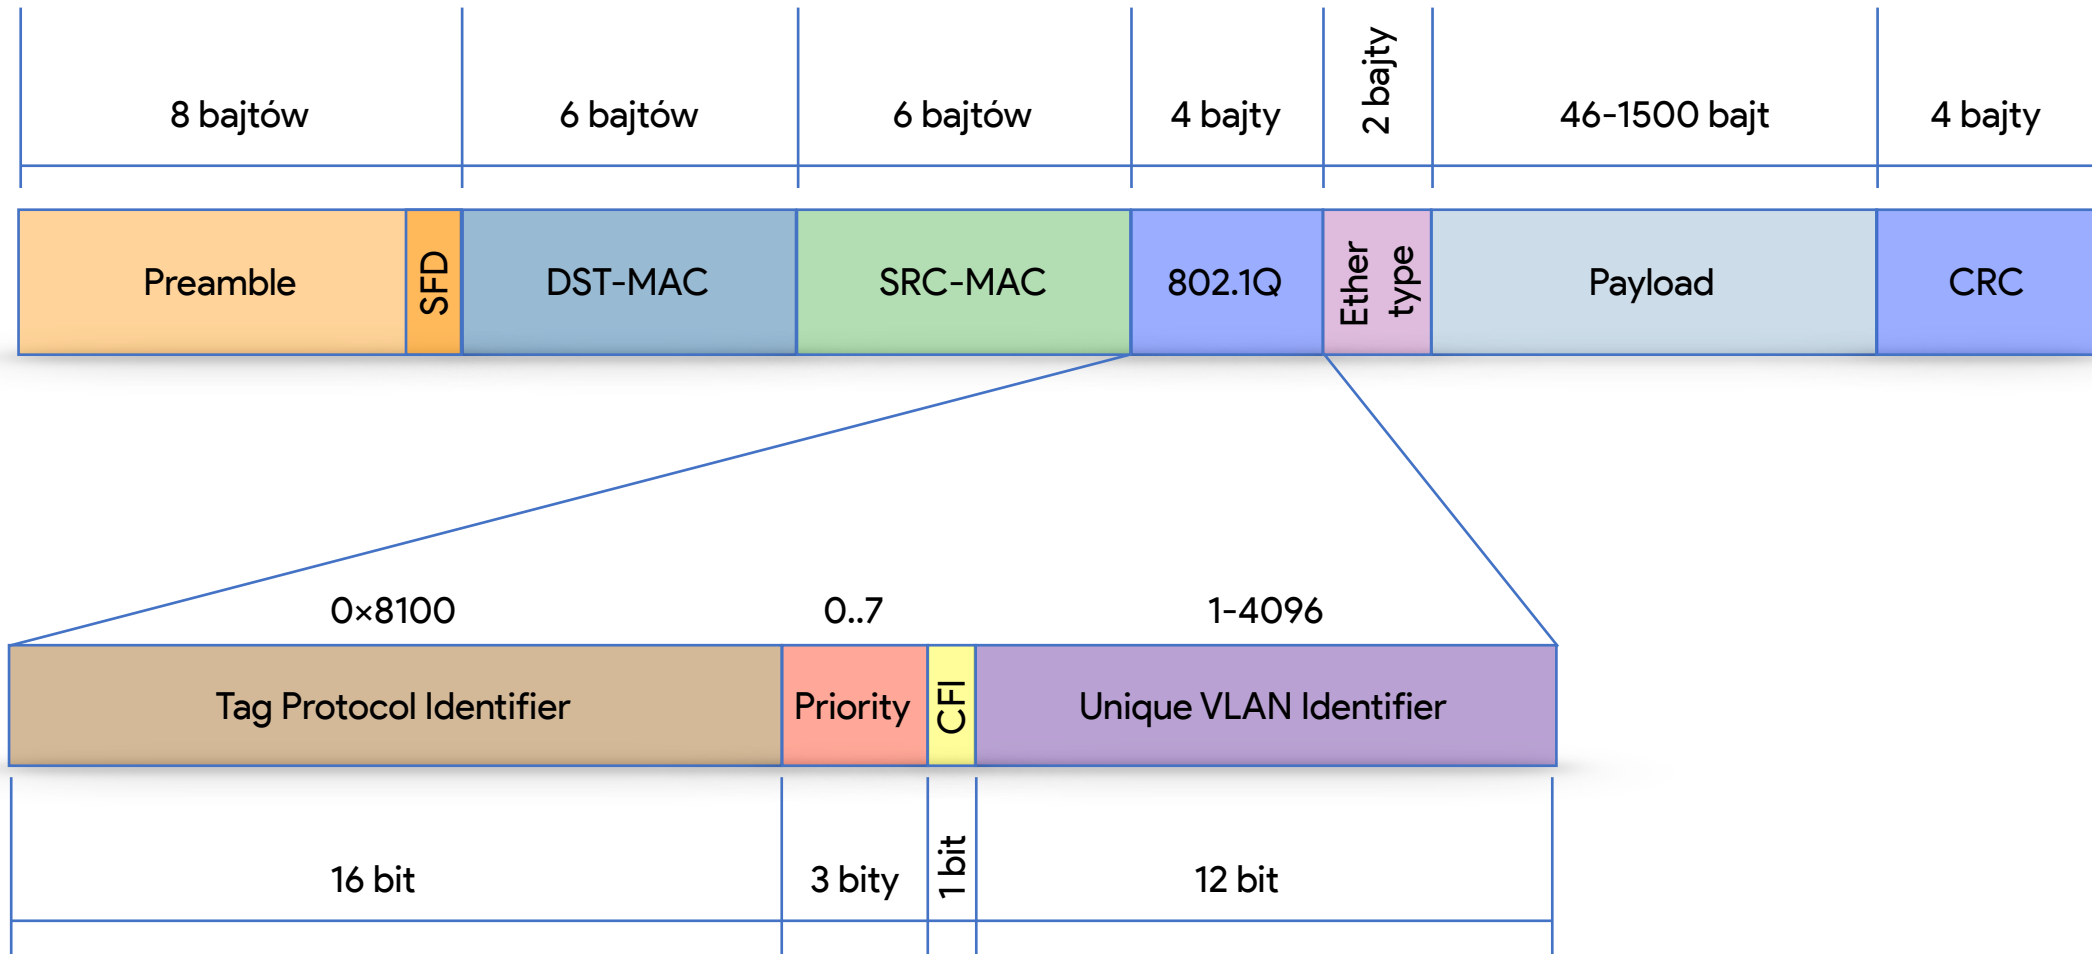 8 bajtów
6 bajtów
6 bajtów
4 bajty
2 bajty
46-1500 bajt
4 bajty
Preamble
SFD
DST-MAC
SRC-MAC
802.1Q
Ether
type
Payload
CRC
0×8100
0..7
1-4096
Tag Protocol Identifier
Priority
CFI
Unique VLAN Identifier
16 bit
3 bity
1 bit
12 bit